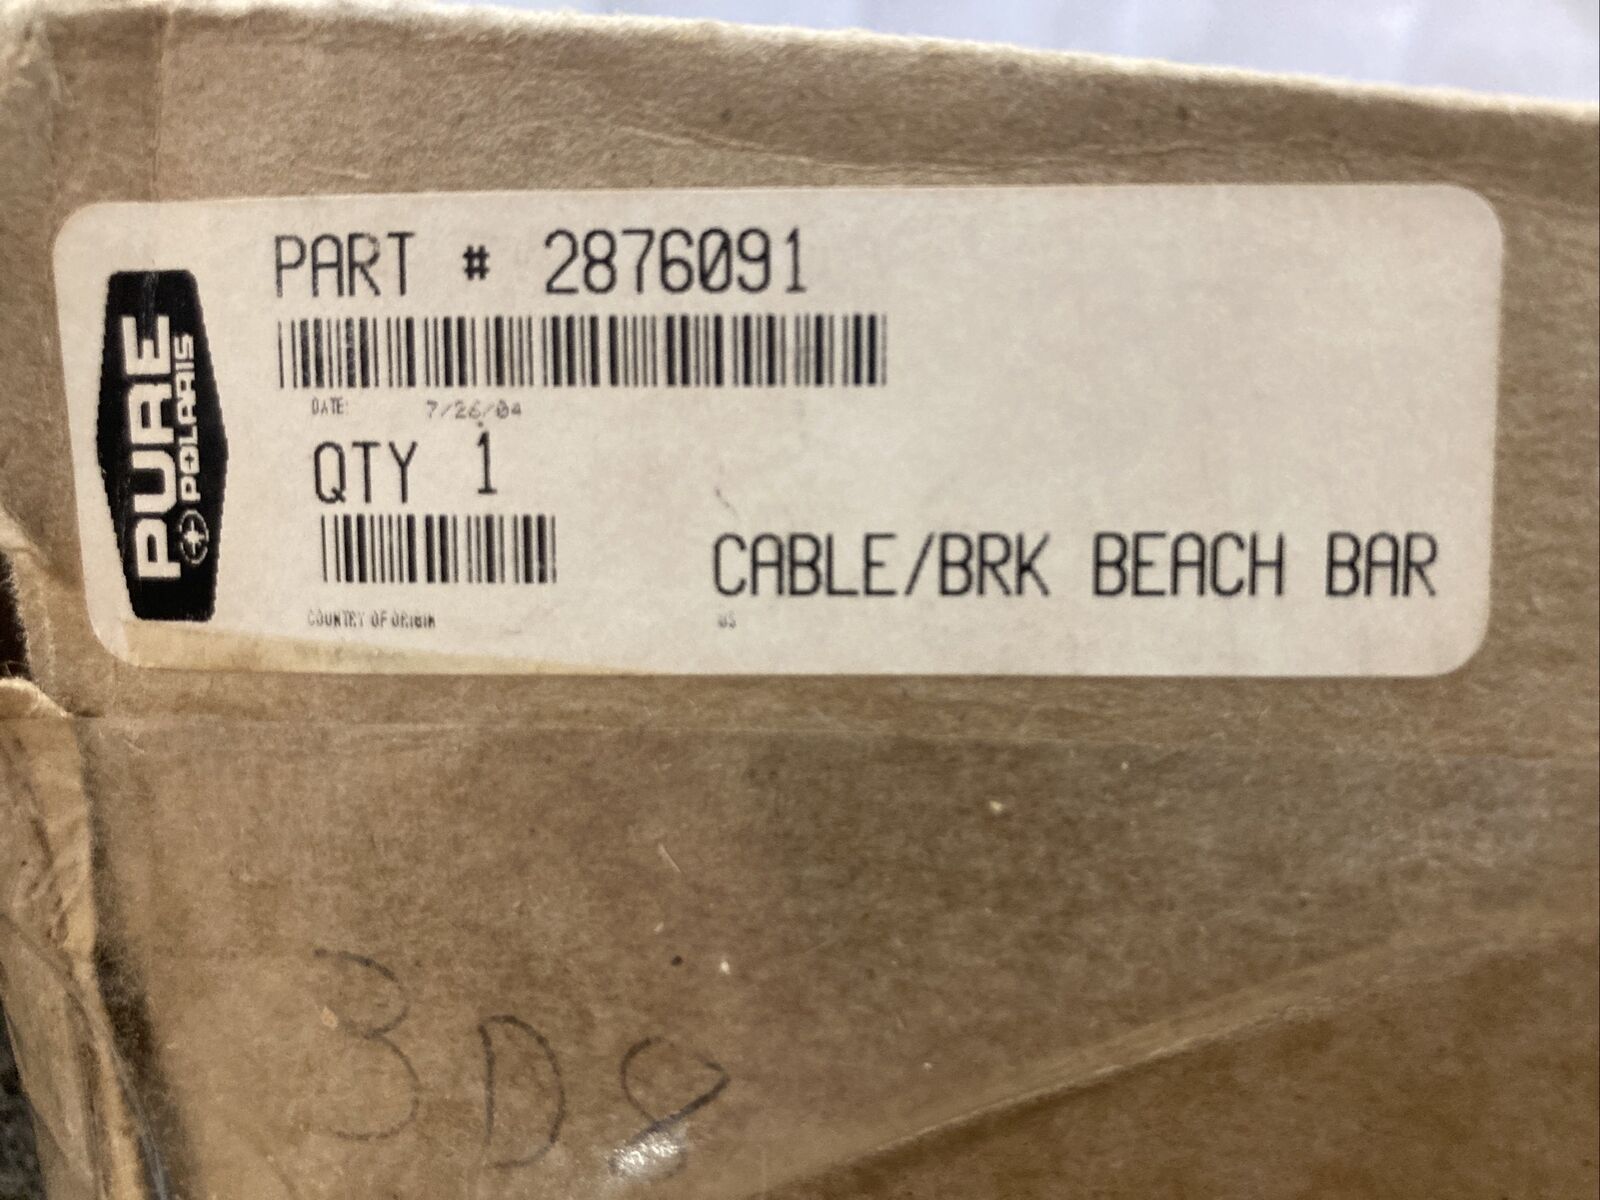 PART # 2876091
DATE: 7/26/04
QTY 1
CABLE/BRK BEACH BAR
COUNTRY OF ORIGIN US
PURE
POLARIS
3D8